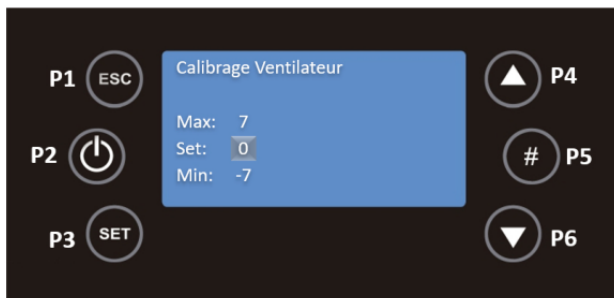 P1 ESC
P2
P3 SET
Calibrage Ventilateur
Max: 7
Set: 0
Min: -7
P4
# P5
P6